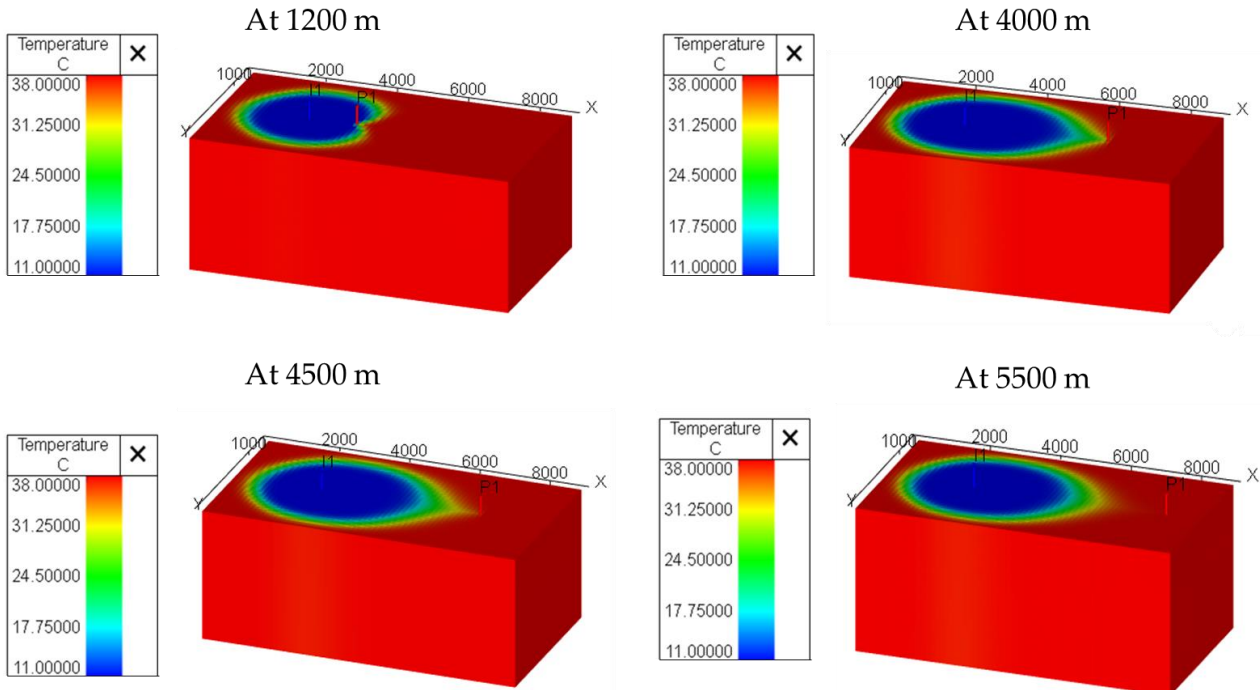 At 1200 m
Temperature
C
38.00000
31.25000
24.50000
17.75000
11.00000
1000
2000
4000
6000
8000
X
Y
I1
P1
At 4000 m
Temperature
C
38.00000
31.25000
24.50000
17.75000
11.00000
1000
2000
4000
6000
8000
X
Y
I1
P1
At 4500 m
Temperature
C
38.00000
31.25000
24.50000
17.75000
11.00000
1000
2000
4000
6000
8000
X
Y
I1
P1
At 5500 m
Temperature
C
38.00000
31.25000
24.50000
17.75000
11.00000
1000
2000
4000
6000
8000
X
Y
I1
P1